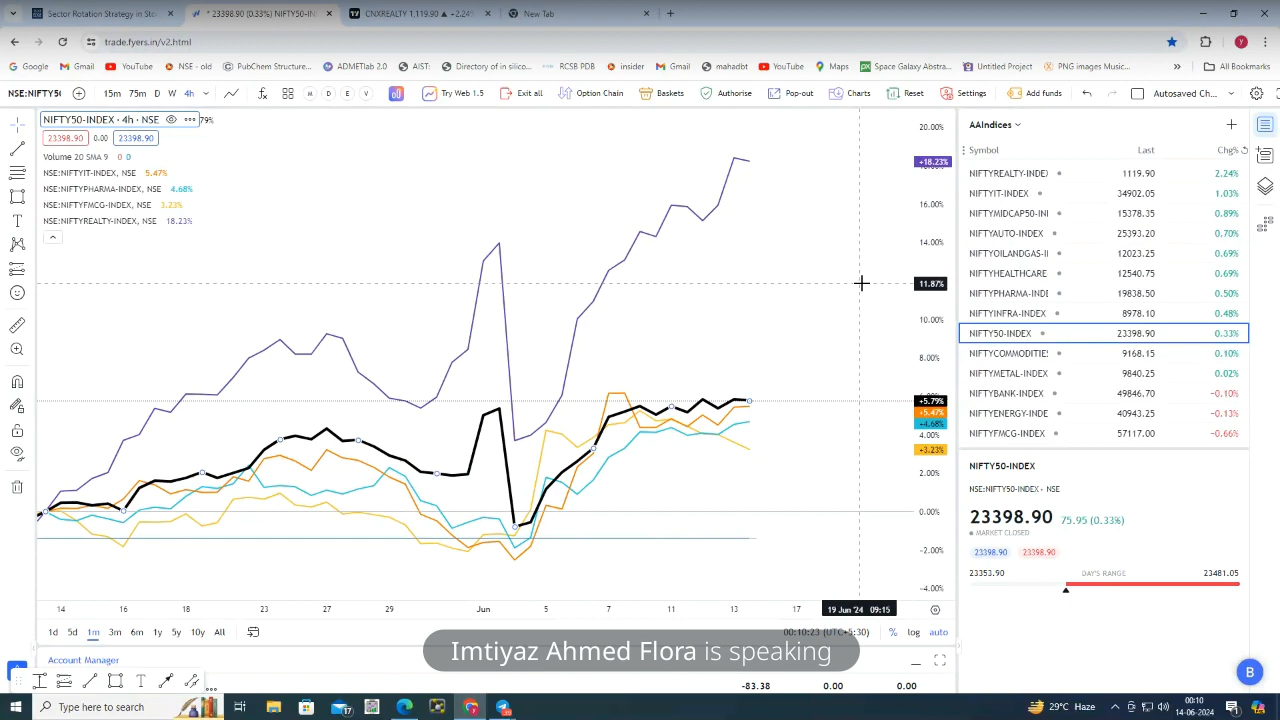 Sector Rotation Strategy in Stoc
23398.90 (0.33%) NIFTY50-IN
CNXREALTY 1,119.90 ▲ +2.24%
New Tab
trade.fyers.in/v2.html
Google
Gmail
YouTube
NSE - old
PubChem Structure...
ADMETlab 2.0
AIST:
Directory of in silico...
RCSB PDB
insider
Gmail
mahadbt
YouTube
Maps
Space Galaxy Abstra...
Untitled Project
PNG images Music...
All Bookmarks
NSE:NIFTY50
15m 75m D W 4h
M D E V
Try Web 1.5
Exit all
Option Chain
Baskets
Authorise
Pop-out
Charts
Reset
Settings
Add funds
Autosaved Ch...
NIFTY50-INDEX · 4h · NSE
79%
23398.90 0.00 23398.90
Volume 20 SMA 9 0 0
NSE:NIFTYIT-INDEX, NSE 5.47%
NSE:NIFTYPHARMA-INDEX, NSE 4.68%
NSE:NIFTYFMCG-INDEX, NSE 3.23%
NSE:NIFTYREALTY-INDEX, NSE 18.23%
20.00%
+18.23%
16.00%
14.00%
11.87%
10.00%
8.00%
+5.79%
+5.47%
+4.68%
4.00%
+3.23%
2.00%
0.00%
-2.00%
-4.00%
14 16 18 23 27 29 Jun 5 7 11 13 17 19 Jun '24 09:15
1d 5d 1m 3m 6m 1y 5y 10y All
00:10:23 (UTC+5:30) % log auto
AAIndices
Symbol Last Chg%
NIFTYREALTY-INDEX 1119.90 2.24%
NIFTYIT-INDEX 34902.05 1.03%
NIFTYMIDCAP50-IN 15378.35 0.89%
NIFTYAUTO-INDEX 25393.20 0.70%
NIFTYOILANDGAS-I 12023.25 0.69%
NIFTYHEALTHCARE 12540.75 0.69%
NIFTYPHARMA-INDE 19838.50 0.50%
NIFTYINFRA-INDEX 8978.10 0.48%
NIFTY50-INDEX 23398.90 0.33%
NIFTYCOMMODITIES 9168.15 0.10%
NIFTYMETAL-INDEX 9840.25 0.02%
NIFTYBANK-INDEX 49846.70 -0.10%
NIFTYENERGY-INDE 40943.25 -0.13%
NIFTYFMCG-INDEX 57117.00 -0.66%
NIFTY50-INDEX
NSE:NIFTY50-INDEX • NSE
23398.90 75.95 (0.33%)
MARKET CLOSED
23398.90 23398.90
23353.90 DAY'S RANGE 23481.05
Imtiyaz Ahmed Flora is speaking
Account Manager
-83.38 0.00 0.00
B
Type here to search
17
29°C Haze
00:10
14-06-2024